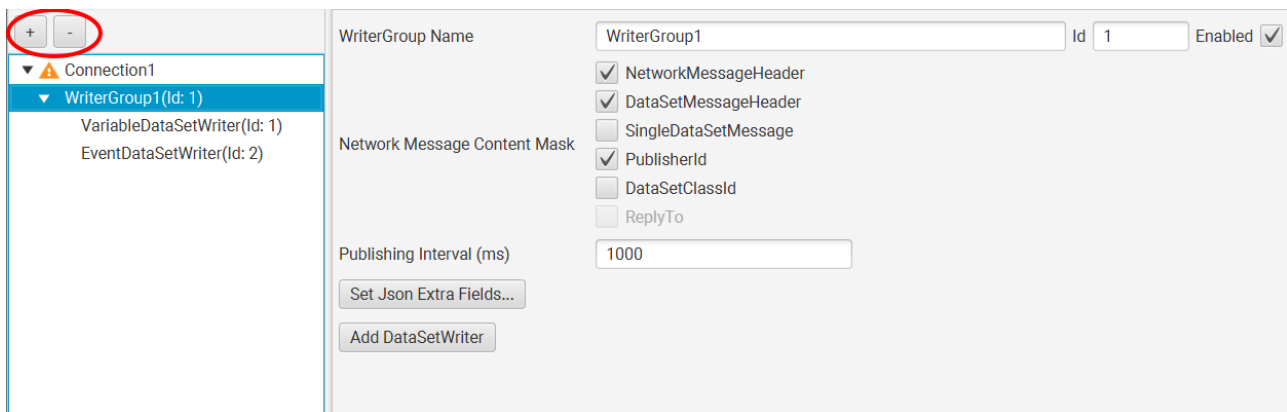 + -
Connection1
WriterGroup1(Id: 1)
VariableDataSetWriter(Id: 1)
EventDataSetWriter(Id: 2)
WriterGroup Name WriterGroup1 Id 1 Enabled
NetworkMessageHeader
DataSetMessageHeader
SingleDataSetMessage
Network Message Content Mask
PublisherId
DataSetClassId
ReplyTo
Publishing Interval (ms) 1000
Set Json Extra Fields...
Add DataSetWriter